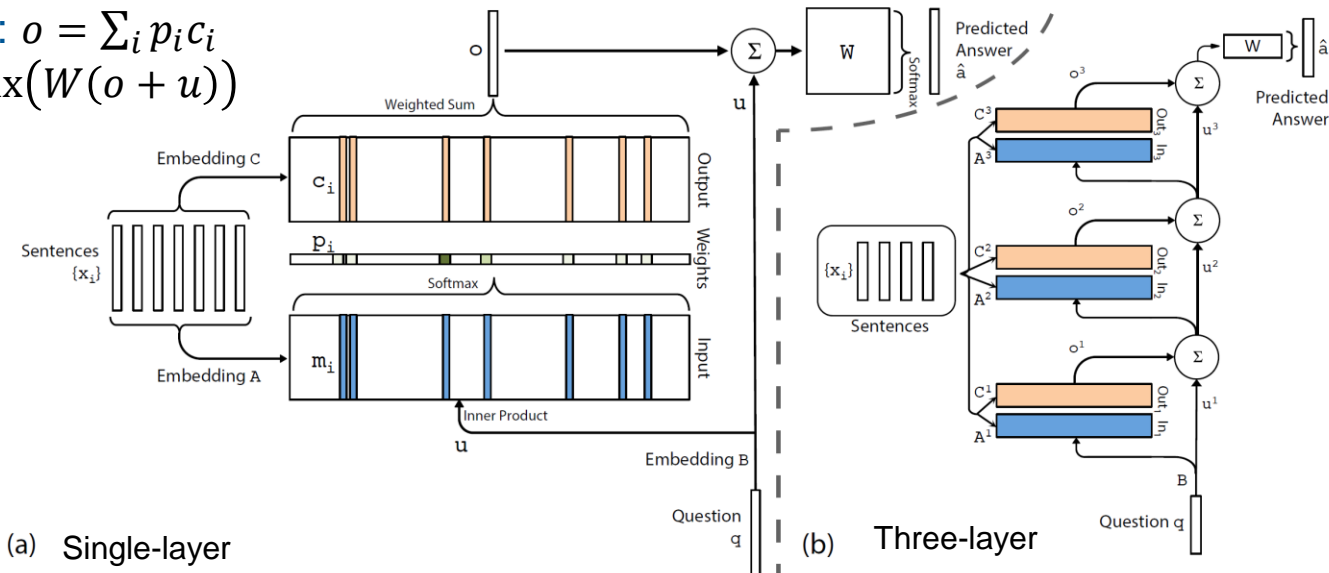 : o = ∑ᵢ pᵢcᵢ
x(W(o + u))
o
Σ
W
Softmax
Predicted
Answer
â
Weighted Sum
u
Embedding C
cᵢ
Output
Sentences
{xᵢ}
pᵢ
Weights
Softmax
mᵢ
Input
Embedding A
Inner Product
u
Embedding B
Question
q
(a) Single-layer
W
â
Predicted
Answer
Σ
o³
C³
Out₃
A³
In₃
u³
o²
Σ
C²
Out₂
{xᵢ}
A²
In₂
u²
Sentences
o¹
Σ
C¹
Out₁
A¹
In₁
u¹
B
Question q
(b) Three-layer